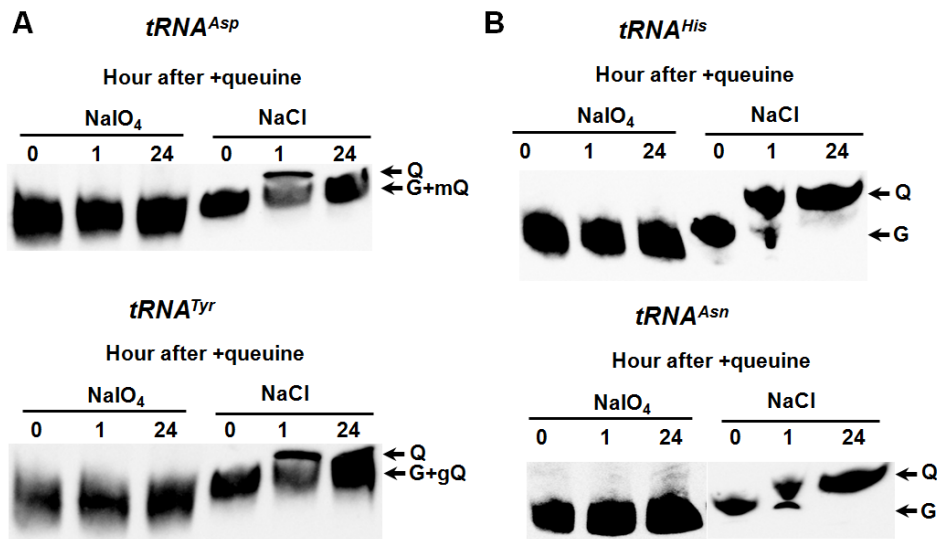 A
tRNA^Asp
Hour after +queuine
NaIO₄ NaCl
0 1 24 0 1 24
Q
G+mQ
tRNA^Tyr
Hour after +queuine
NaIO₄ NaCl
0 1 24 0 1 24
Q
G+gQ
B
tRNA^His
Hour after +queuine
NaIO₄ NaCl
0 1 24 0 1 24
Q
G
tRNA^Asn
Hour after +queuine
NaIO₄ NaCl
0 1 24 0 1 24
Q
G